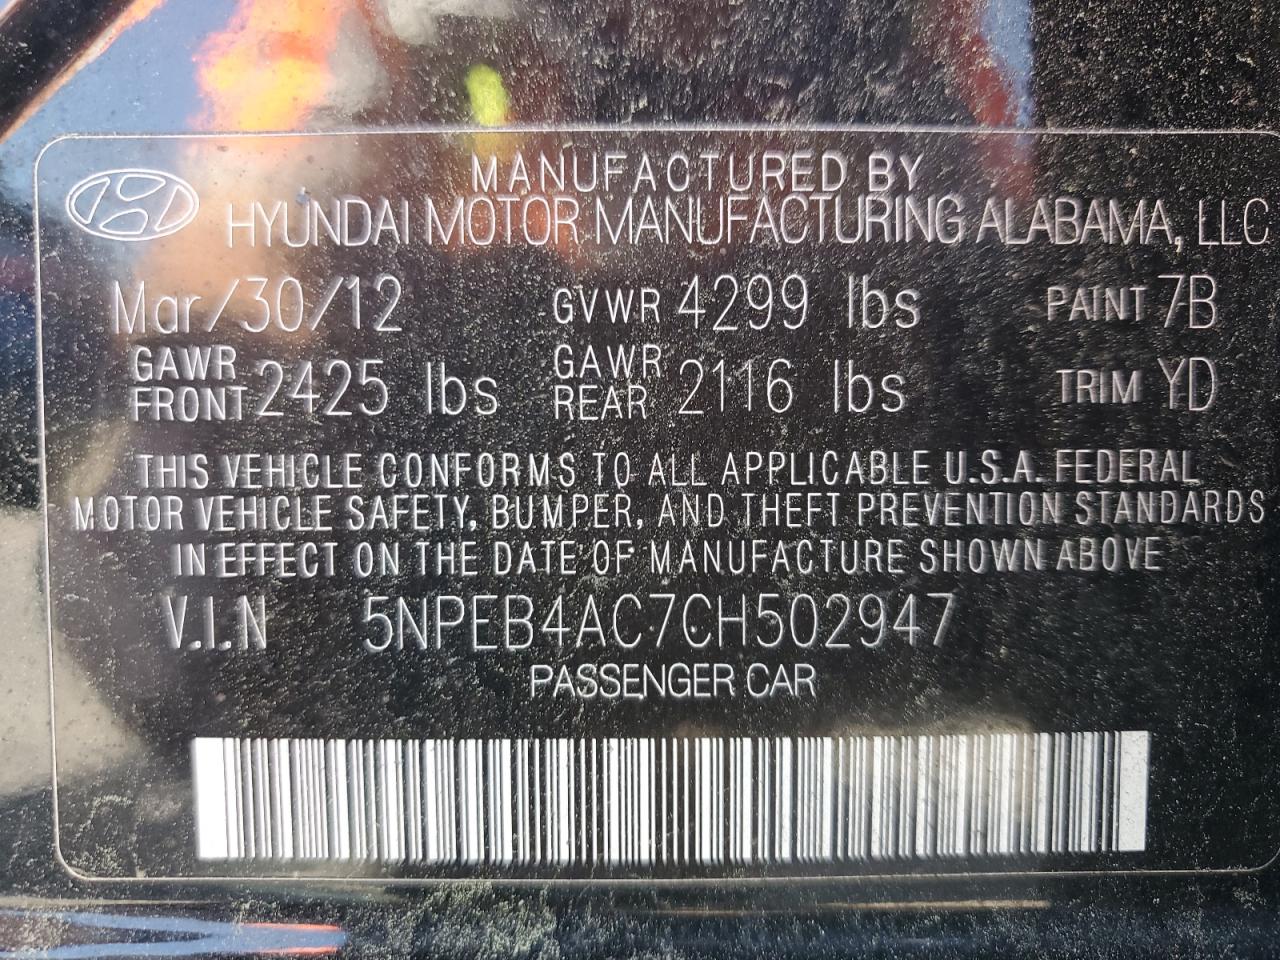 MANUFACTURED BY
HYUNDAI MOTOR MANUFACTURING ALABAMA, LLC
Mar/30/12 GVWR 4299 lbs PAINT 7B
GAWR FRONT 2425 lbs GAWR REAR 2116 lbs TRIM YD
THIS VEHICLE CONFORMS TO ALL APPLICABLE U.S.A. FEDERAL
MOTOR VEHICLE SAFETY, BUMPER, AND THEFT PREVENTION STANDARDS
IN EFFECT ON THE DATE OF MANUFACTURE SHOWN ABOVE
V.I.N 5NPEB4AC7CH502947
PASSENGER CAR